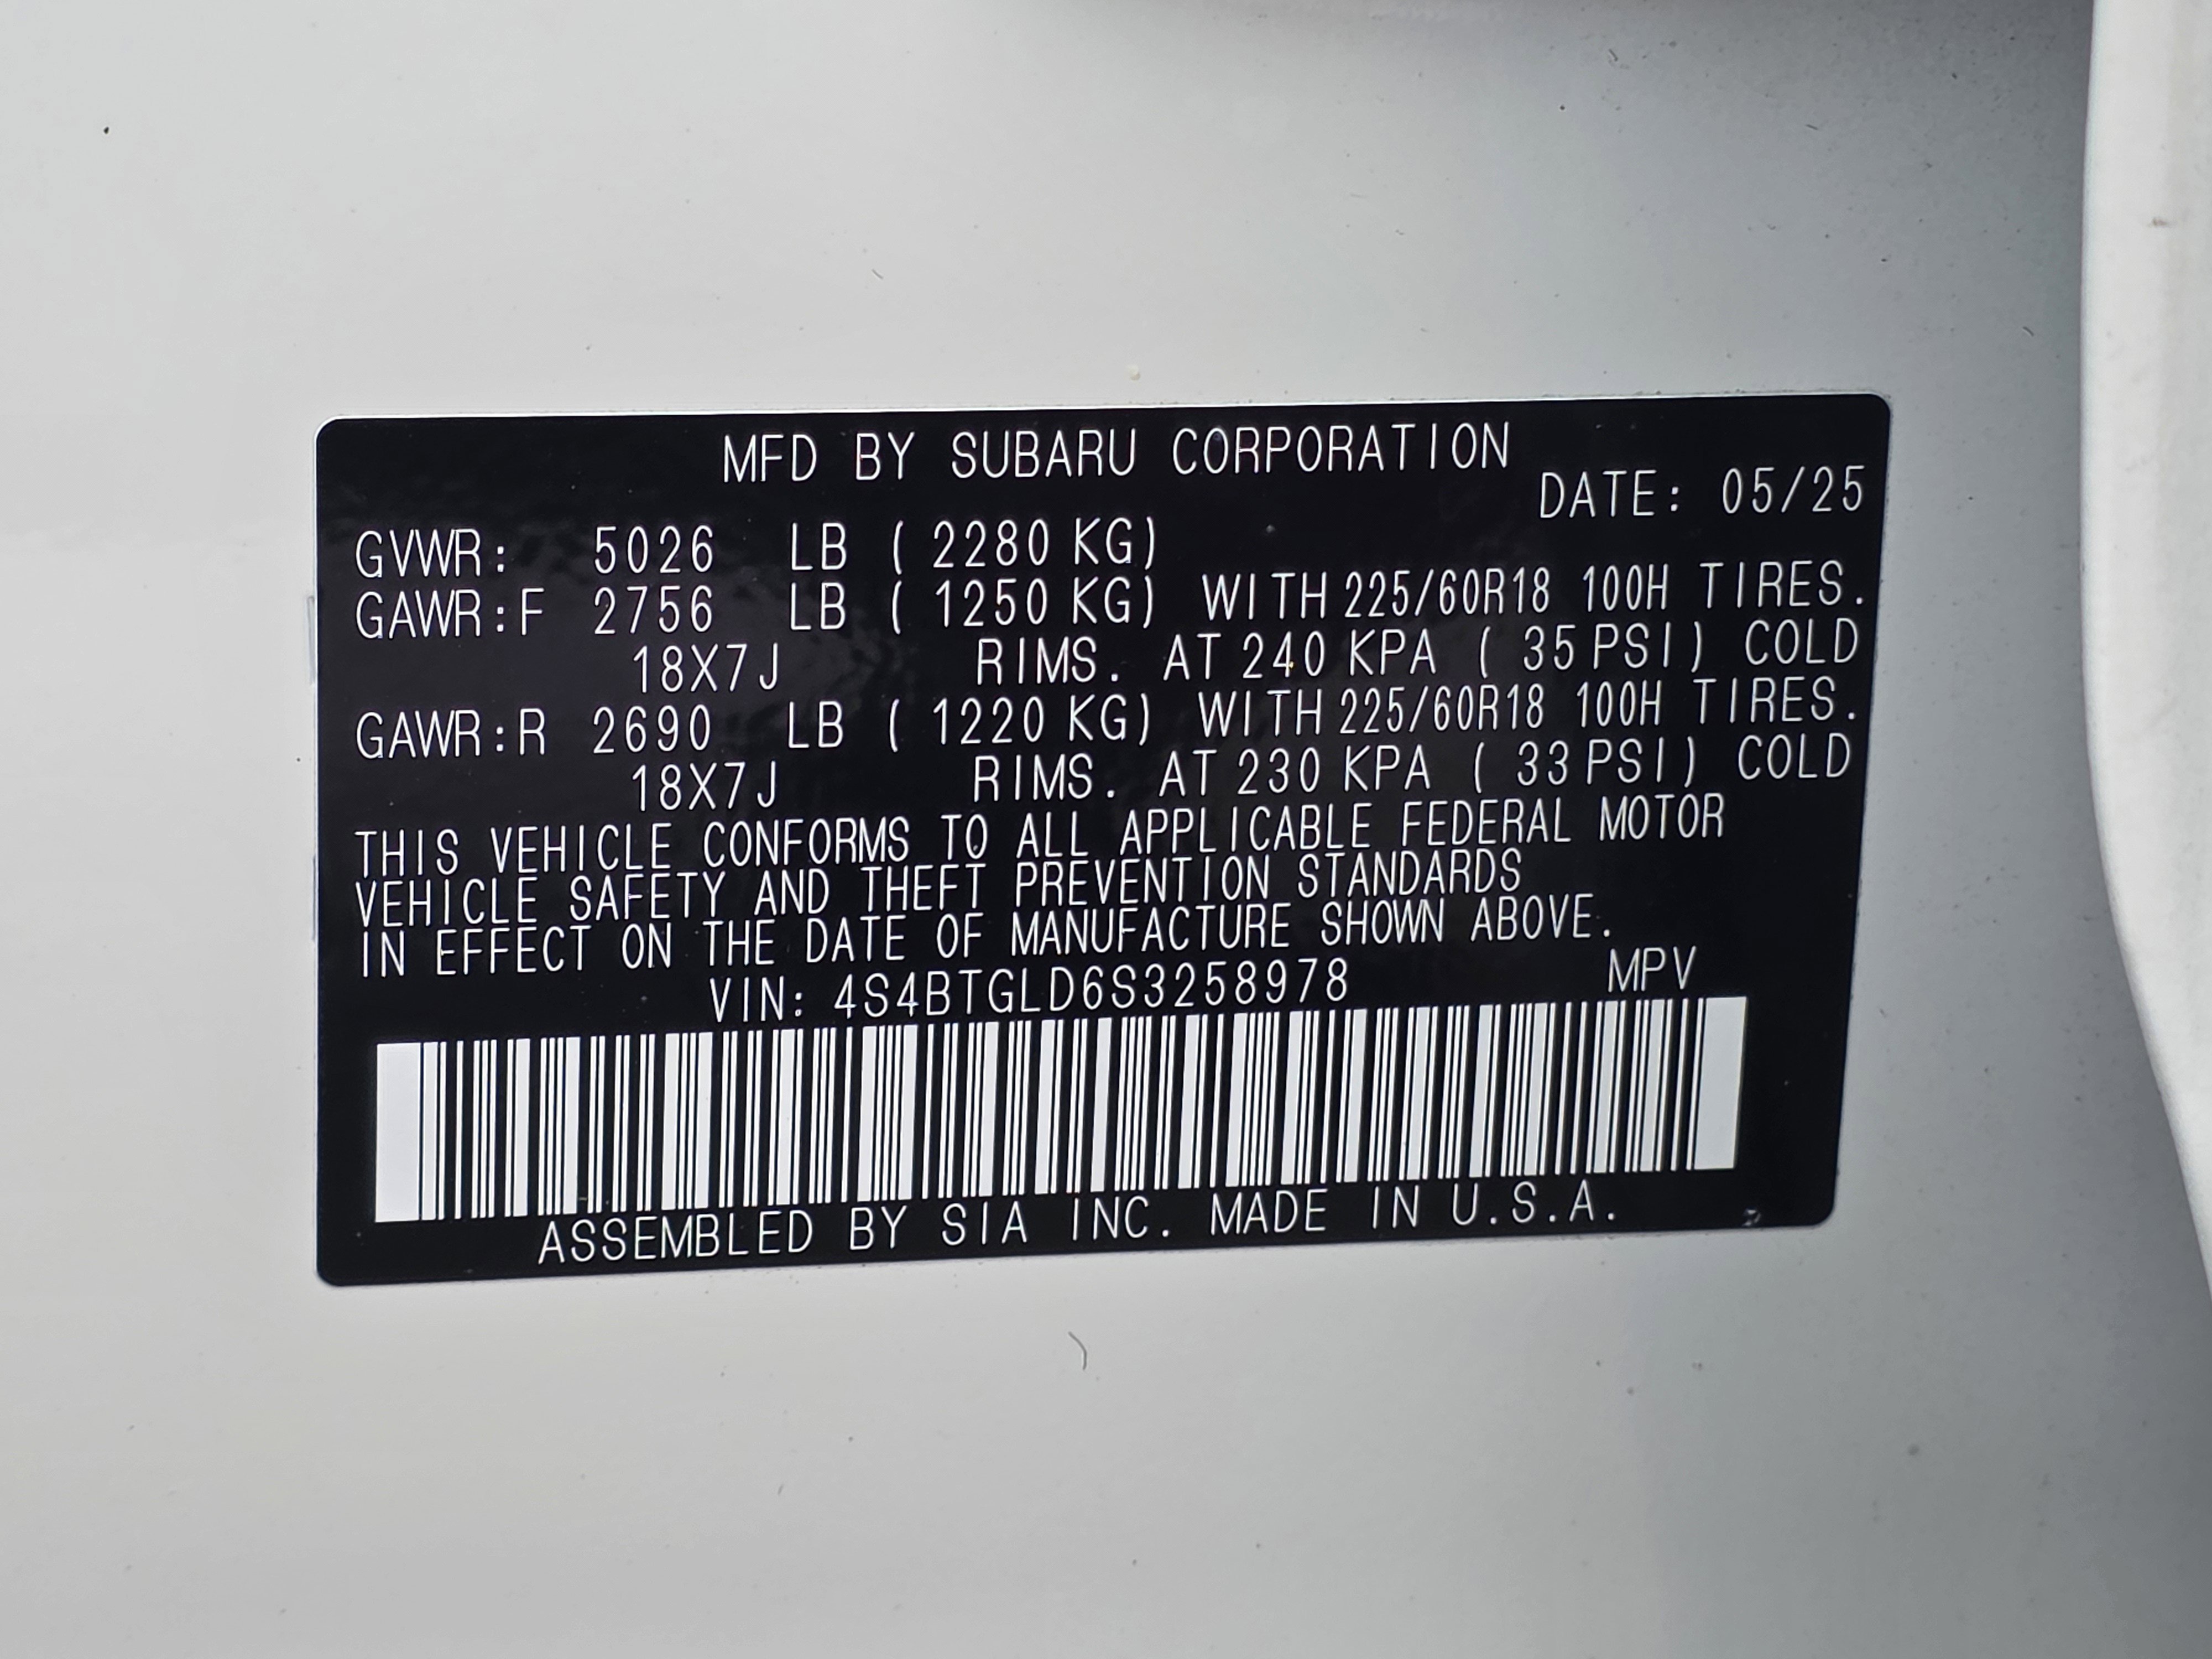 MFD BY SUBARU CORPORATION
DATE: 05/25
GVWR: 5026 LB ( 2280 KG)
GAWR:F 2756 LB ( 1250 KG) WITH 225/60R18 100H TIRES.
18X7J RIMS. AT 240 KPA ( 35 PSI) COLD
GAWR:R 2690 LB ( 1220 KG) WITH 225/60R18 100H TIRES.
18X7J RIMS. AT 230 KPA ( 33 PSI) COLD
THIS VEHICLE CONFORMS TO ALL APPLICABLE FEDERAL MOTOR
VEHICLE SAFETY AND THEFT PREVENTION STANDARDS
IN EFFECT ON THE DATE OF MANUFACTURE SHOWN ABOVE.
VIN: 4S4BTGLD6S3258978 MPV
ASSEMBLED BY SIA INC. MADE IN U.S.A.